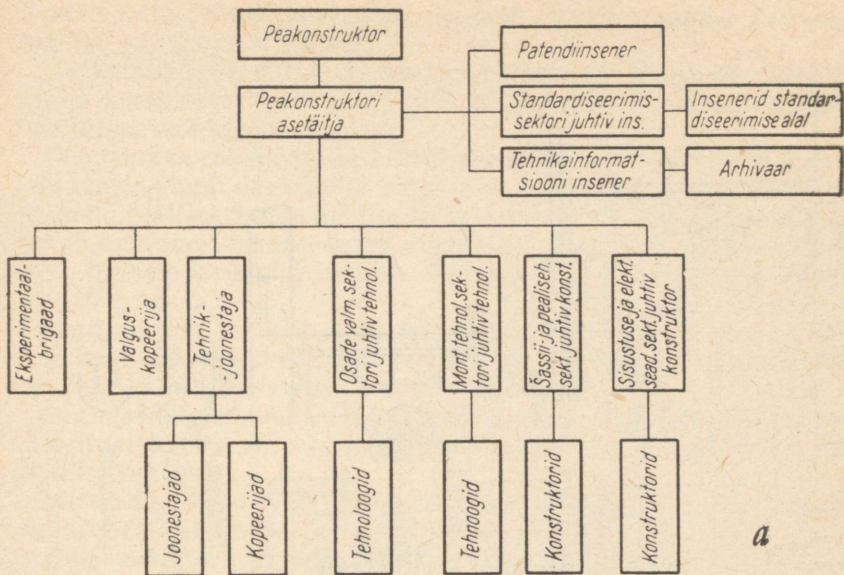 Peakonstruktor
Peakonstruktori
asetäitja
Patendiinsener
Standardiseerimis-
sektori juhtiv ins.
Insenerid standar-
diseerimise alal
Tehnikainformat-
siooni insener
Arhivaar
Eksperimentaal-
brigaad
Valgus-
kopeerija
Tehnik-
-joonestaja
Osade valm. sek-
tori juhtiv tehnol.
Mont. tehnol. sek-
tori juhtiv tehnol.
Šassii- ja pealiseh.
sekt. juhtiv konst.
Sisustuse ja elekt.
sead. sekt. juhtiv
konstruktor
Joonestajad
Kopeerijad
Tehnoloogid
Tehnoogid
Konstruktorid
Konstruktorid
a